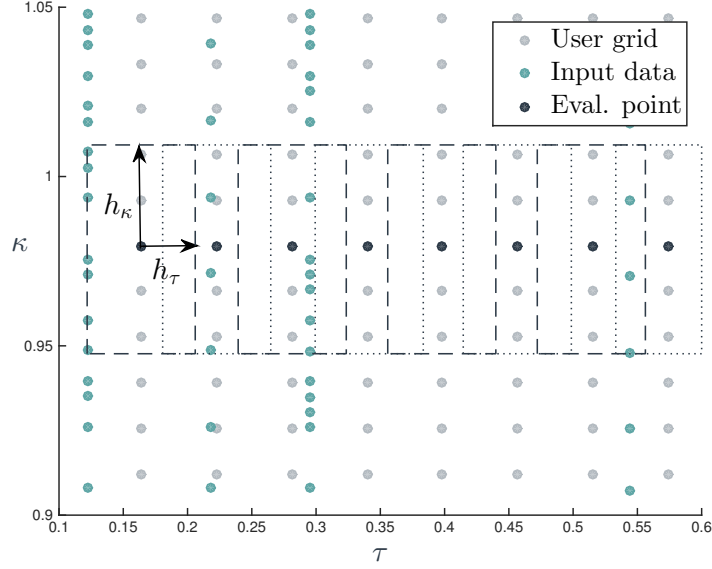 1.05
User grid
Input data
Eval. point
1
h_κ
κ
h_τ
0.95
0.9
0.1 0.15 0.2 0.25 0.3 0.35 0.4 0.45 0.5 0.55 0.6
τ